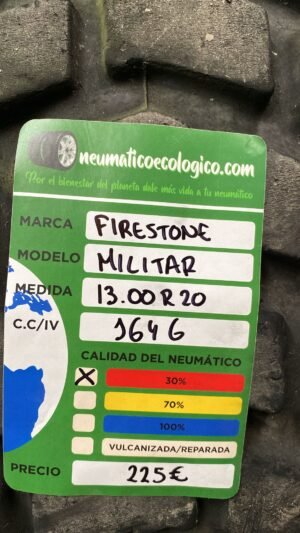 neumaticoecologico.com
Por el bienestar del planeta dale más vida a tu neumático
MARCA FIRESTONE
MODELO MILITAR
MEDIDA 13.00 R 20
C.C/IV 164 G
CALIDAD DEL NEUMÁTICO
X 30%
70%
100%
VULCANIZADA/REPARADA
PRECIO 225€